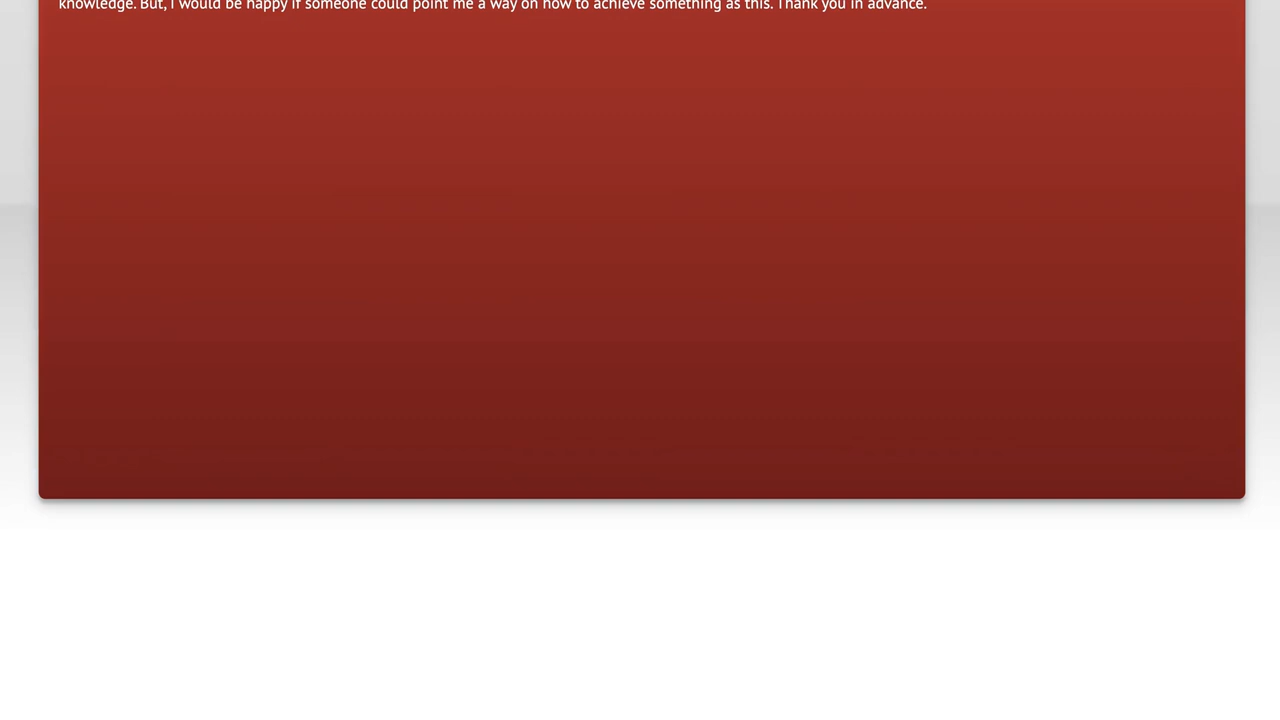 knowledge. But, I would be happy if someone could point me a way on how to achieve something as this. Thank you in advance.